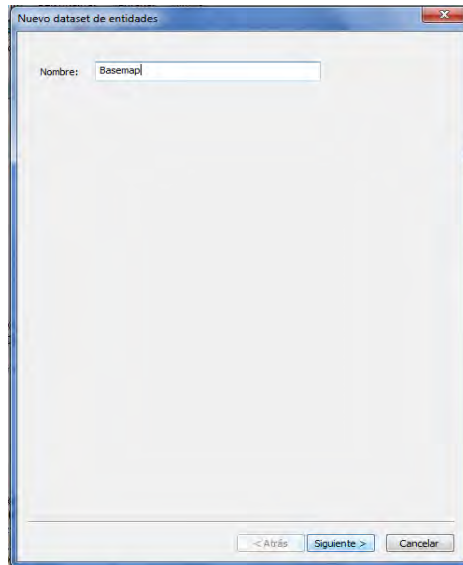 Nuevo dataset de entidades
Nombre: Basemap
< Atrás Siguiente > Cancelar